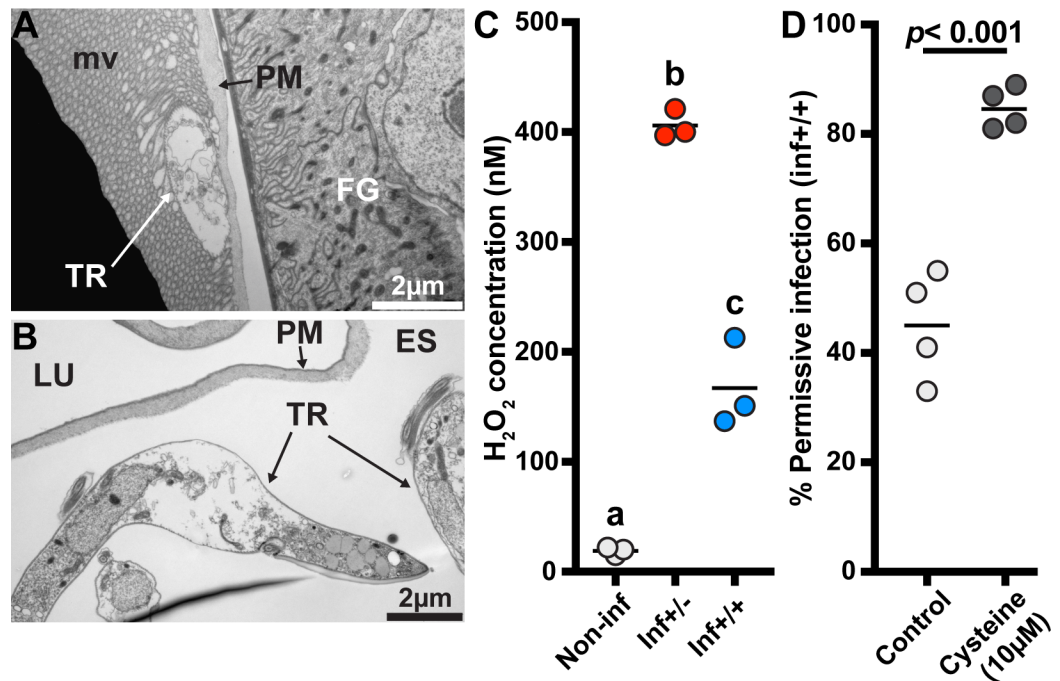 A
mv
PM
FG
TR
2μm
B
PM
ES
LU
TR
2μm
C
H2O2 concentration (nM)
500
400
300
200
100
0
a
b
c
Non-inf
Inf+/-
Inf+/+
D
% Permissive infection (inf+/+)
100
80
60
40
20
0
p< 0.001
Control
Cysteine
(10μM)